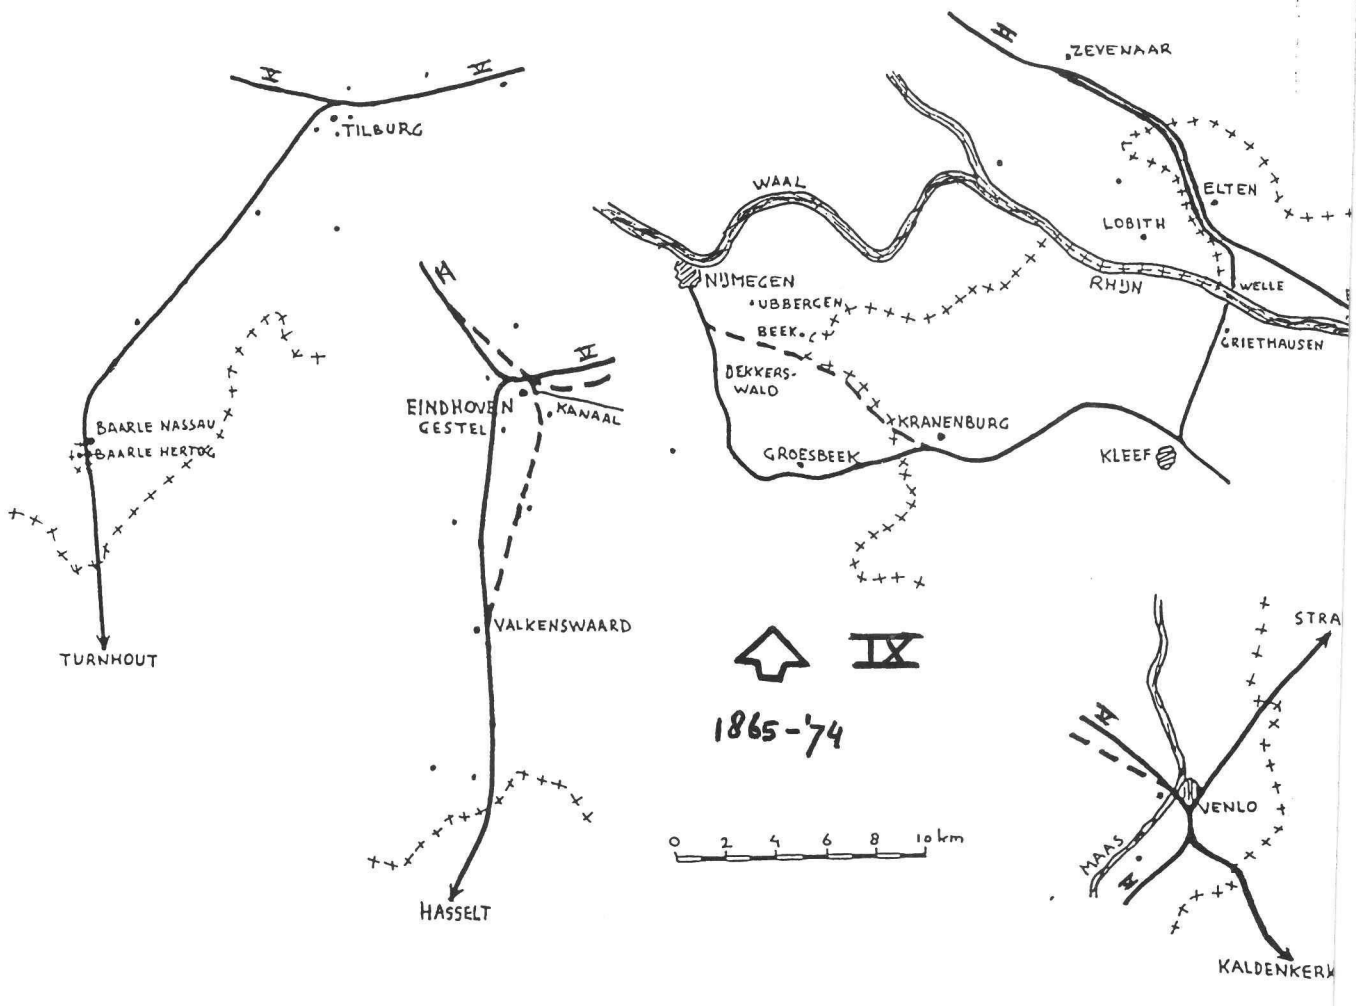 V
V
TILBURG
BAARLE NASSAU
BAARLE HERTOG
TURNHOUT
V
EINDHOVEN
GESTEL
KANAAL
VALKENSWAARD
HASSELT
ZEVENAAR
WAAL
ELTEN
LOBITH
NIJMEGEN
RHIJN
WELLE
UBBERGEN
BEEK
GRIETHAUSEN
DEKKERS-
WALD
KRANENBURG
GROESBEEK
KLEEF
IX
1865-'74
0 2 4 6 8 10 km
STRA
V
VENLO
MAAS
KALDENKERK